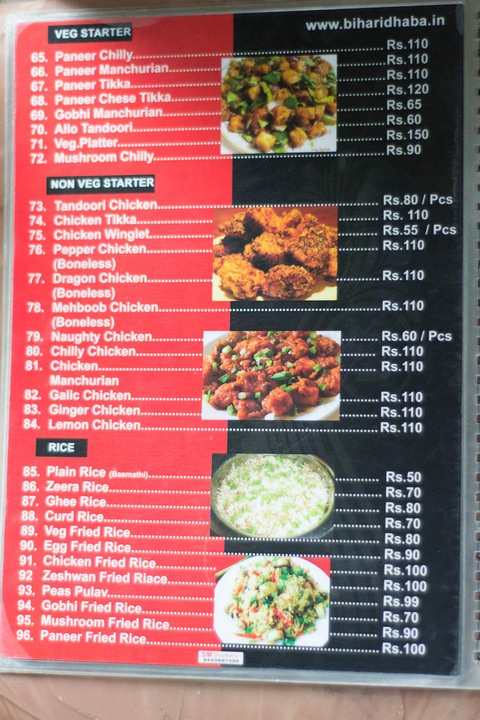 VEG STARTER
www.biharidhaba.in
65. Paneer Chilly Rs.110
66. Paneer Manchurian Rs.110
67. Paneer Tikka Rs.110
68. Paneer Chese Tikka Rs.120
69. Gobhi Manchurian Rs.65
70. Allo Tandoori Rs.60
71. Veg.Platter Rs.150
72. Mushroom Chilly Rs.90
NON VEG STARTER
73. Tandoori Chicken Rs.80 / Pcs
74. Chicken Tikka Rs. 110
75. Chicken Winglet Rs.55 / Pcs
76. Pepper Chicken Rs.110
(Boneless)
77. Dragon Chicken Rs.110
(Boneless)
78. Mehboob Chicken Rs.110
(Boneless)
79. Naughty Chicken Rs.60 / Pcs
80. Chilly Chicken Rs.110
81. Chicken Rs.110
Manchurian
82. Galic Chicken Rs.110
83. Ginger Chicken Rs.110
84. Lemon Chicken Rs.110
RICE
85. Plain Rice (Basmathi) Rs.50
86. Zeera Rice Rs.70
87. Ghee Rice Rs.80
88. Curd Rice Rs.70
89. Veg Fried Rice Rs.80
90. Egg Fried Rice Rs.90
91. Chicken Fried Rice Rs.100
92 Zeshwan Fried Riace Rs.100
93. Peas Pulav Rs.99
94. Gobhi Fried Rice Rs.70
95. Mushroom Fried Rice Rs.90
96. Paneer Fried Rice Rs.100